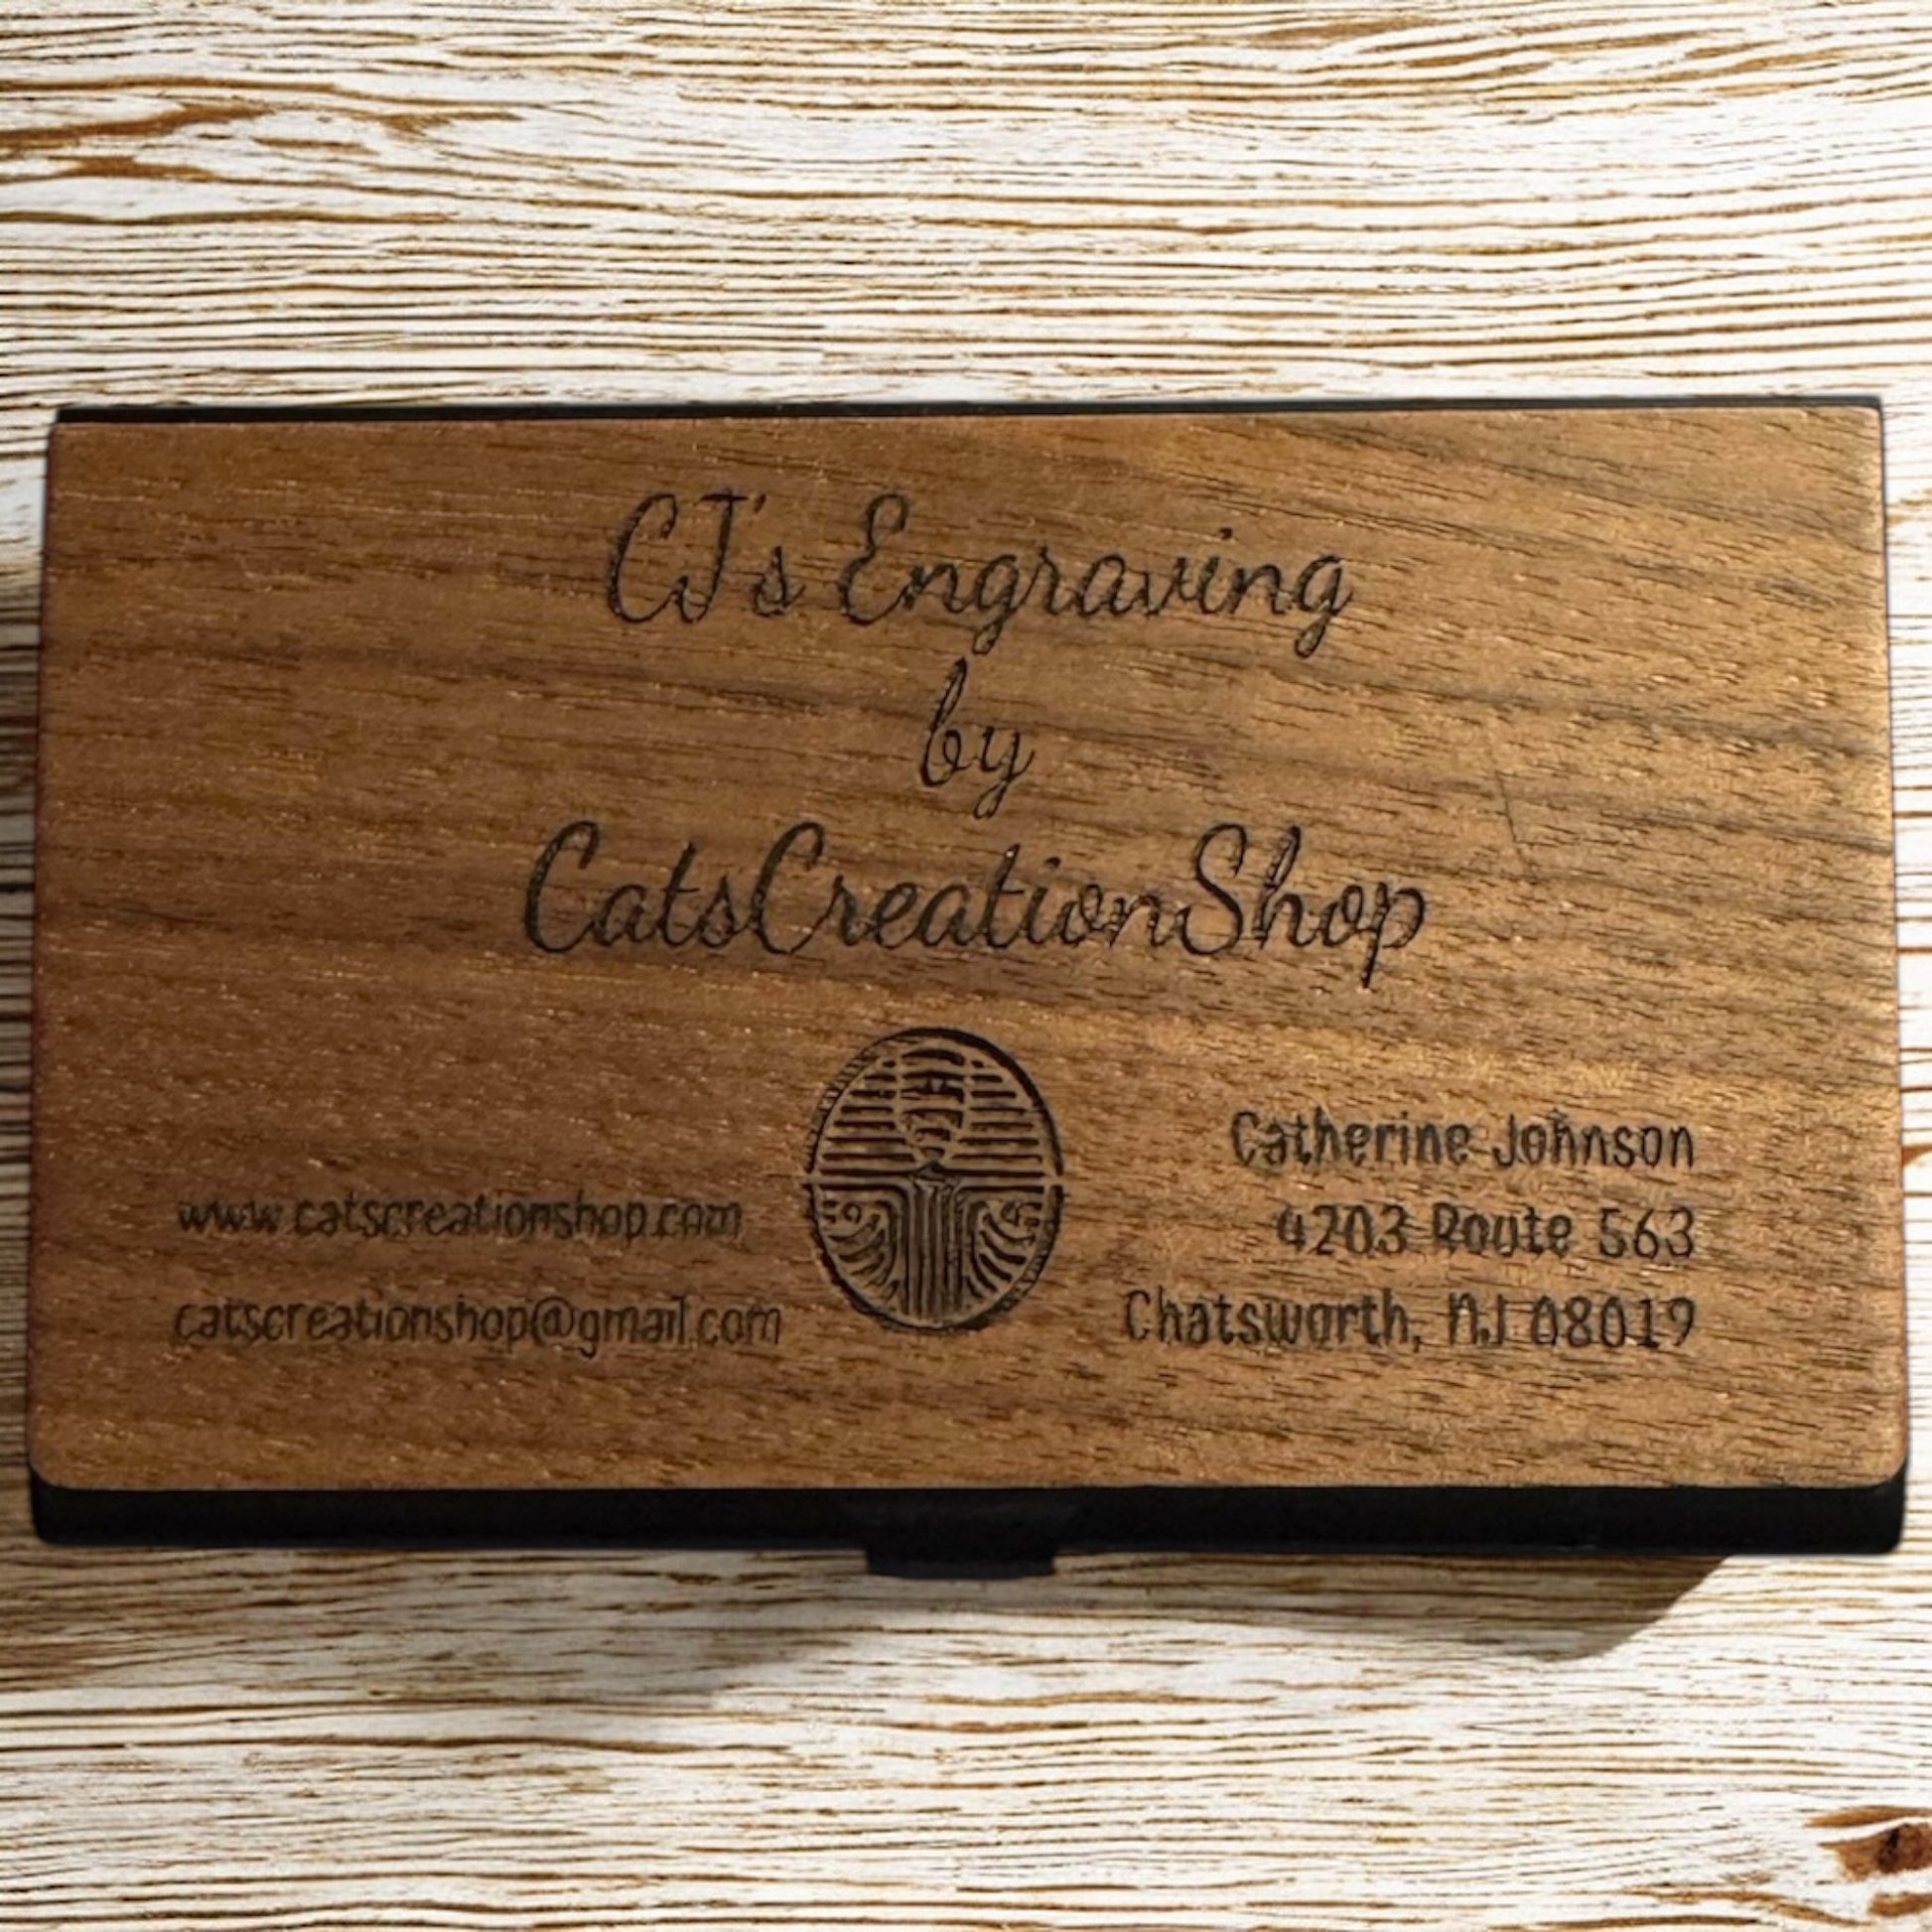 CJ's Engraving
by
CatsCreationShop
www.catscreationshop.com
catscreationshop@gmail.com
Catherine Johnson
4203 Route 563
Chatsworth, NJ 08019